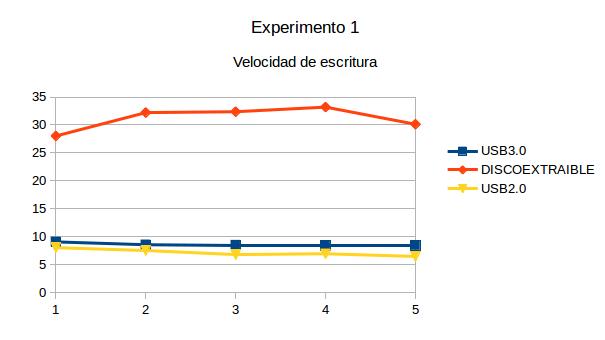 Experimento 1
Velocidad de escritura
35
30
25
20
15
10
5
0
1 2 3 4 5
USB3.0
DISCOEXTRAIBLE
USB2.0